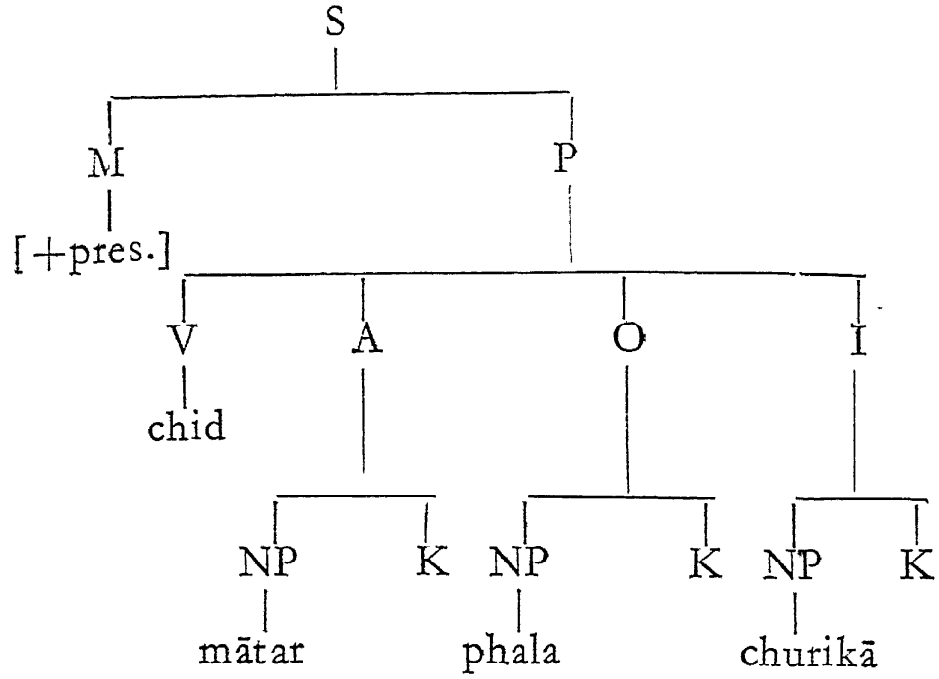 S
M P
[+pres.]
V A O I
chid
NP K NP K NP K
mātar phala churikā